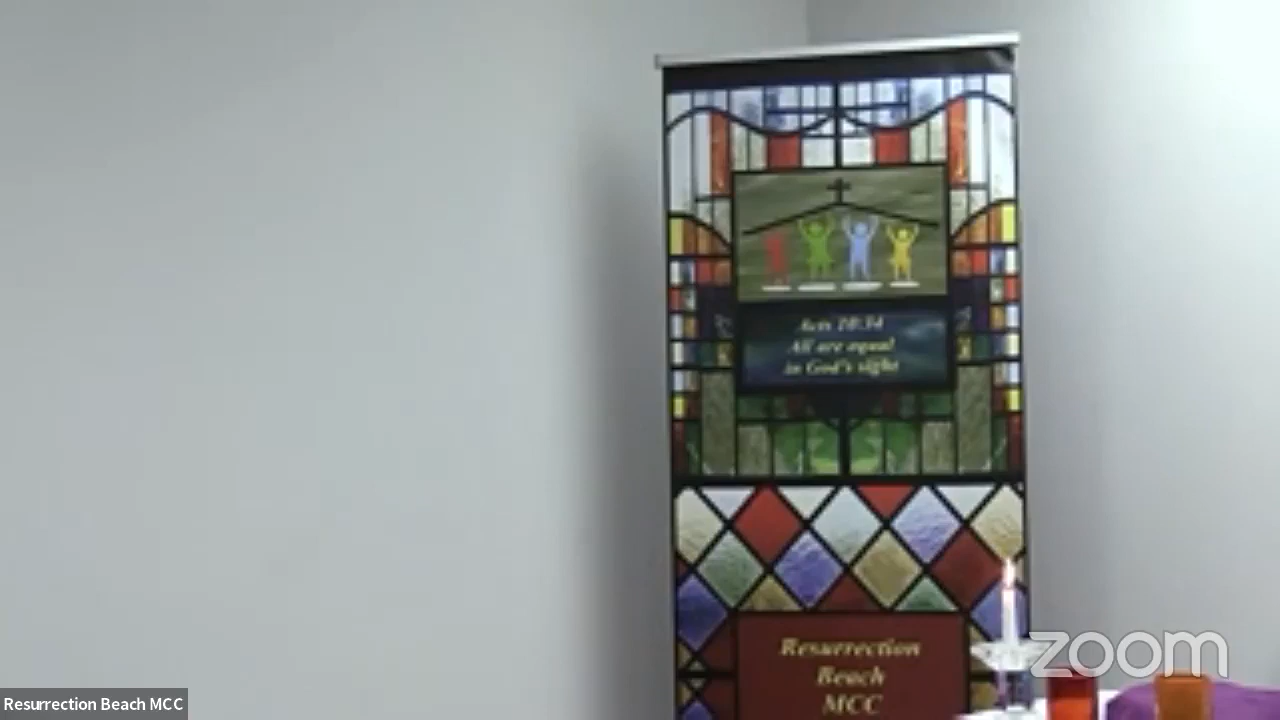 Acts 10:34
All are equal
in God's sight
Resurrection
Beach
MCC
zoom
Resurrection Beach MCC